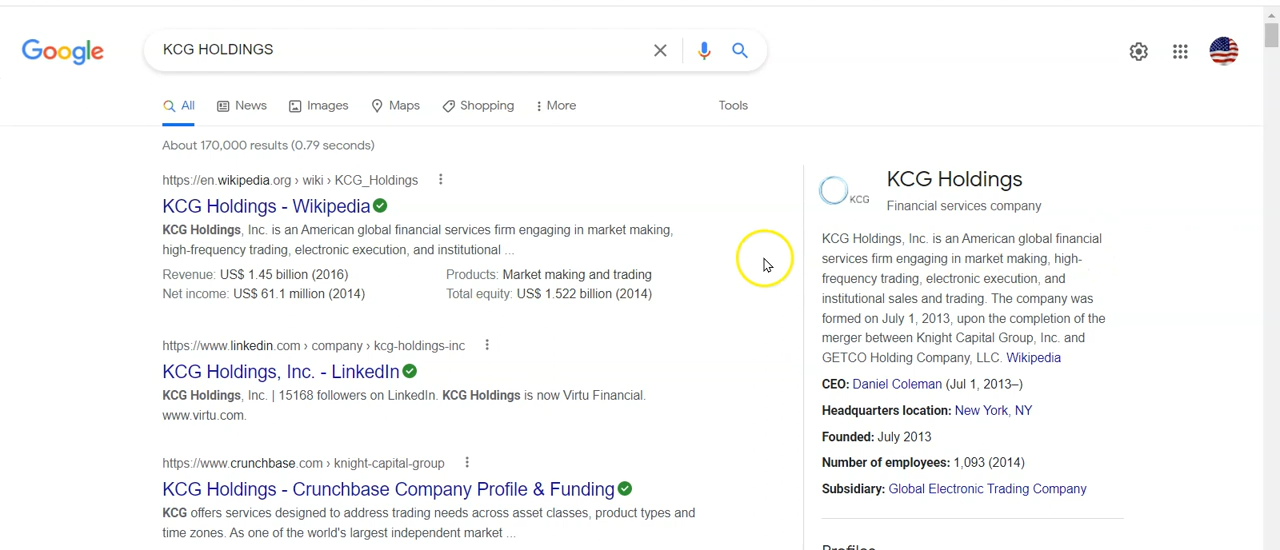 Google
KCG HOLDINGS
All News Images Maps Shopping More Tools
About 170,000 results (0.79 seconds)
https://en.wikipedia.org › wiki › KCG_Holdings
KCG Holdings - Wikipedia
KCG Holdings, Inc. is an American global financial services firm engaging in market making,
high-frequency trading, electronic execution, and institutional ...
Revenue: US$ 1.45 billion (2016) Products: Market making and trading
Net income: US$ 61.1 million (2014) Total equity: US$ 1.522 billion (2014)
https://www.linkedin.com › company › kcg-holdings-inc
KCG Holdings, Inc. - LinkedIn
KCG Holdings, Inc. | 15168 followers on LinkedIn. KCG Holdings is now Virtu Financial.
www.virtu.com.
https://www.crunchbase.com › knight-capital-group
KCG Holdings - Crunchbase Company Profile & Funding
KCG offers services designed to address trading needs across asset classes, product types and
time zones. As one of the world's largest independent market ...
KCG
KCG Holdings
Financial services company
KCG Holdings, Inc. is an American global financial
services firm engaging in market making, high-
frequency trading, electronic execution, and
institutional sales and trading. The company was
formed on July 1, 2013, upon the completion of the
merger between Knight Capital Group, Inc. and
GETCO Holding Company, LLC. Wikipedia
CEO: Daniel Coleman (Jul 1, 2013–)
Headquarters location: New York, NY
Founded: July 2013
Number of employees: 1,093 (2014)
Subsidiary: Global Electronic Trading Company
Profiles